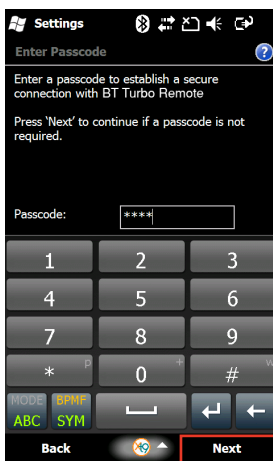 Settings
Enter Passcode
Enter a passcode to establish a
secure
connection with BT Turbo Remote
Press 'Next' to continue if a passcode is not
required.
Passcode: ****
1 2 3
4 5 6
7 8 9
* p 0 + # w
MODE BPMF
ABC SYM
Back Next